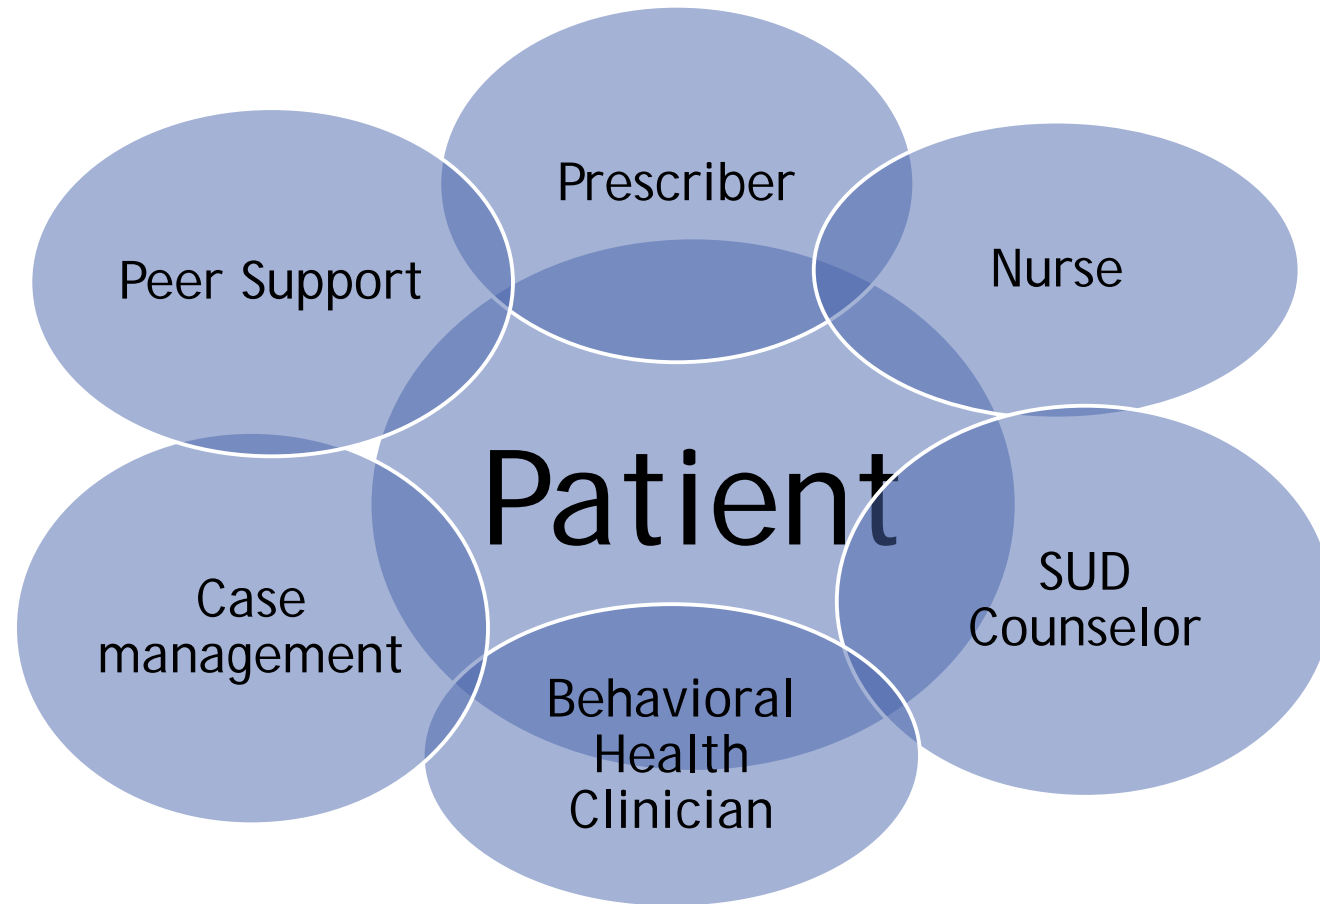 Prescriber
Peer Support
Nurse
Patient
SUD
Counselor
Case
management
Behavioral
Health
Clinician